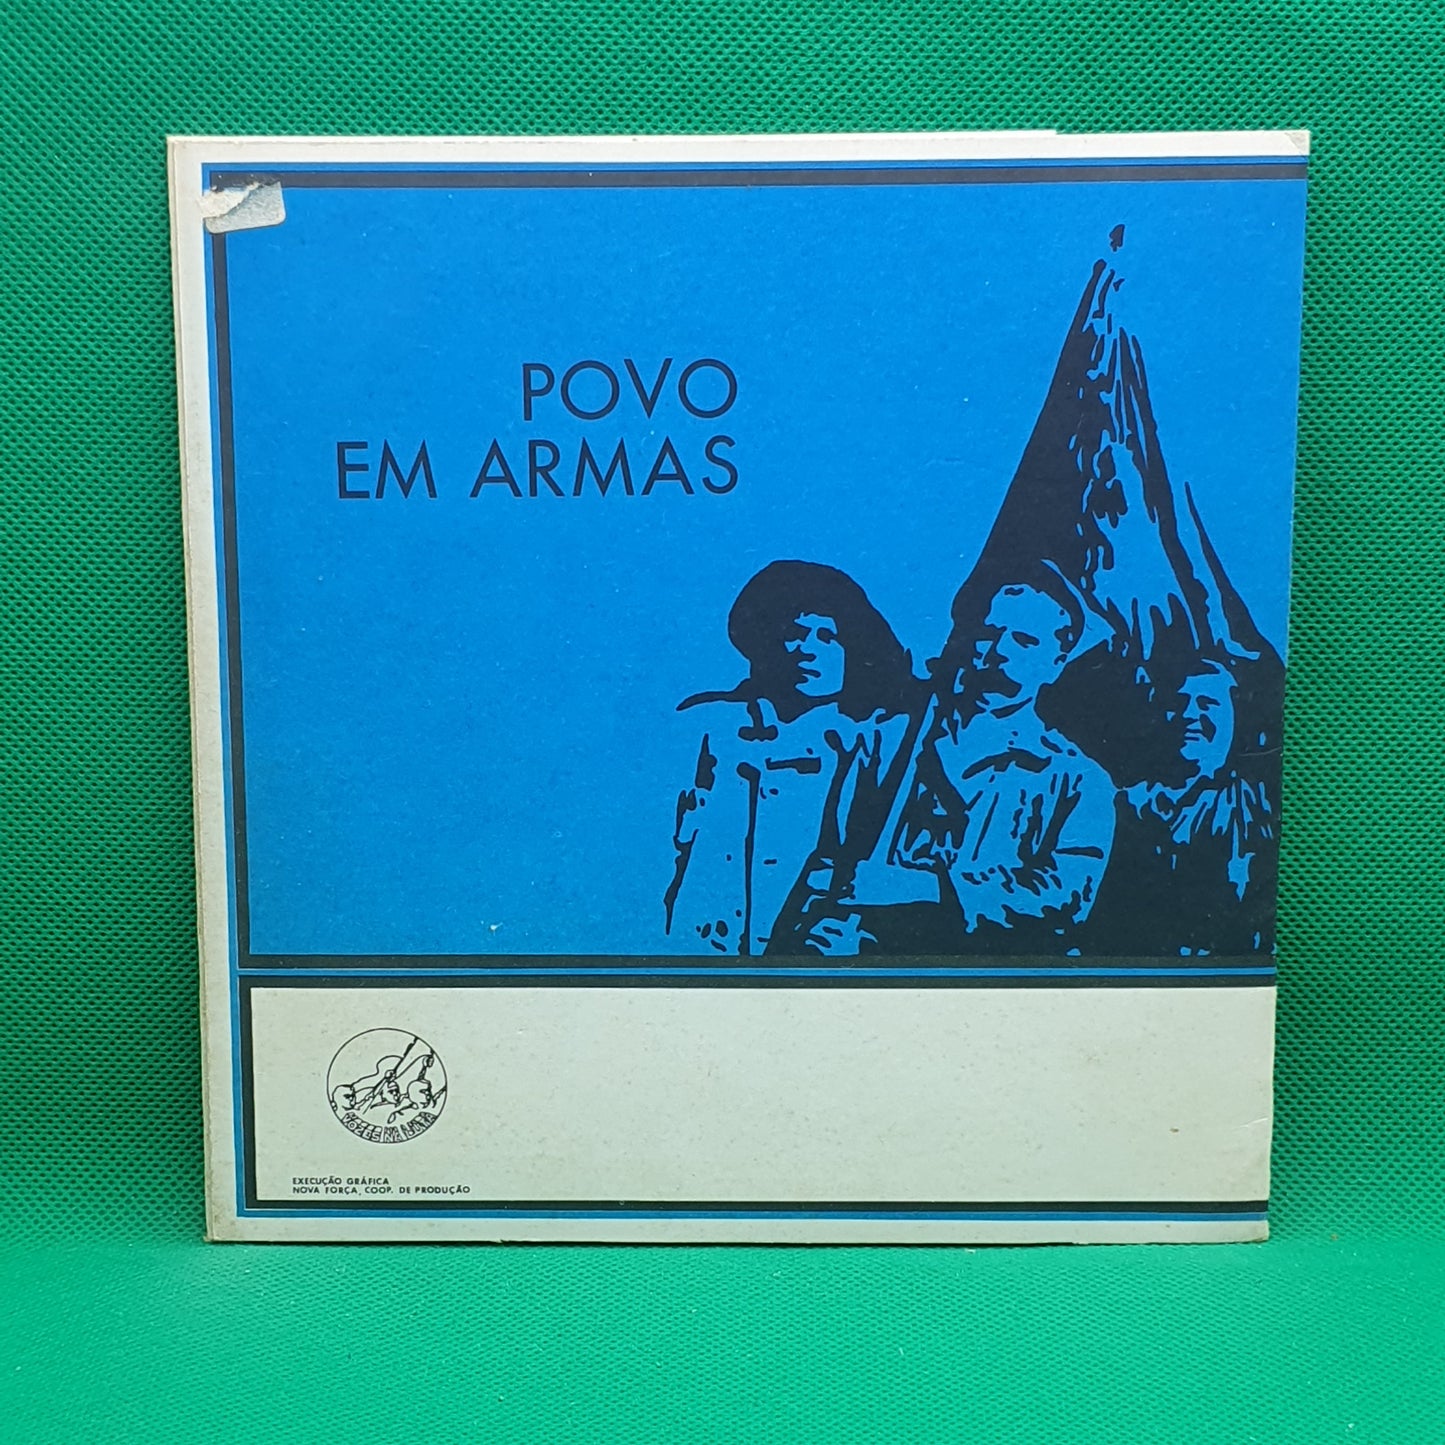 POVO
EM ARMAS
VOZES NA LUTA
EXECUÇÃO GRÁFICA
NOVA FORÇA, COOP. DE PRODUÇÃO